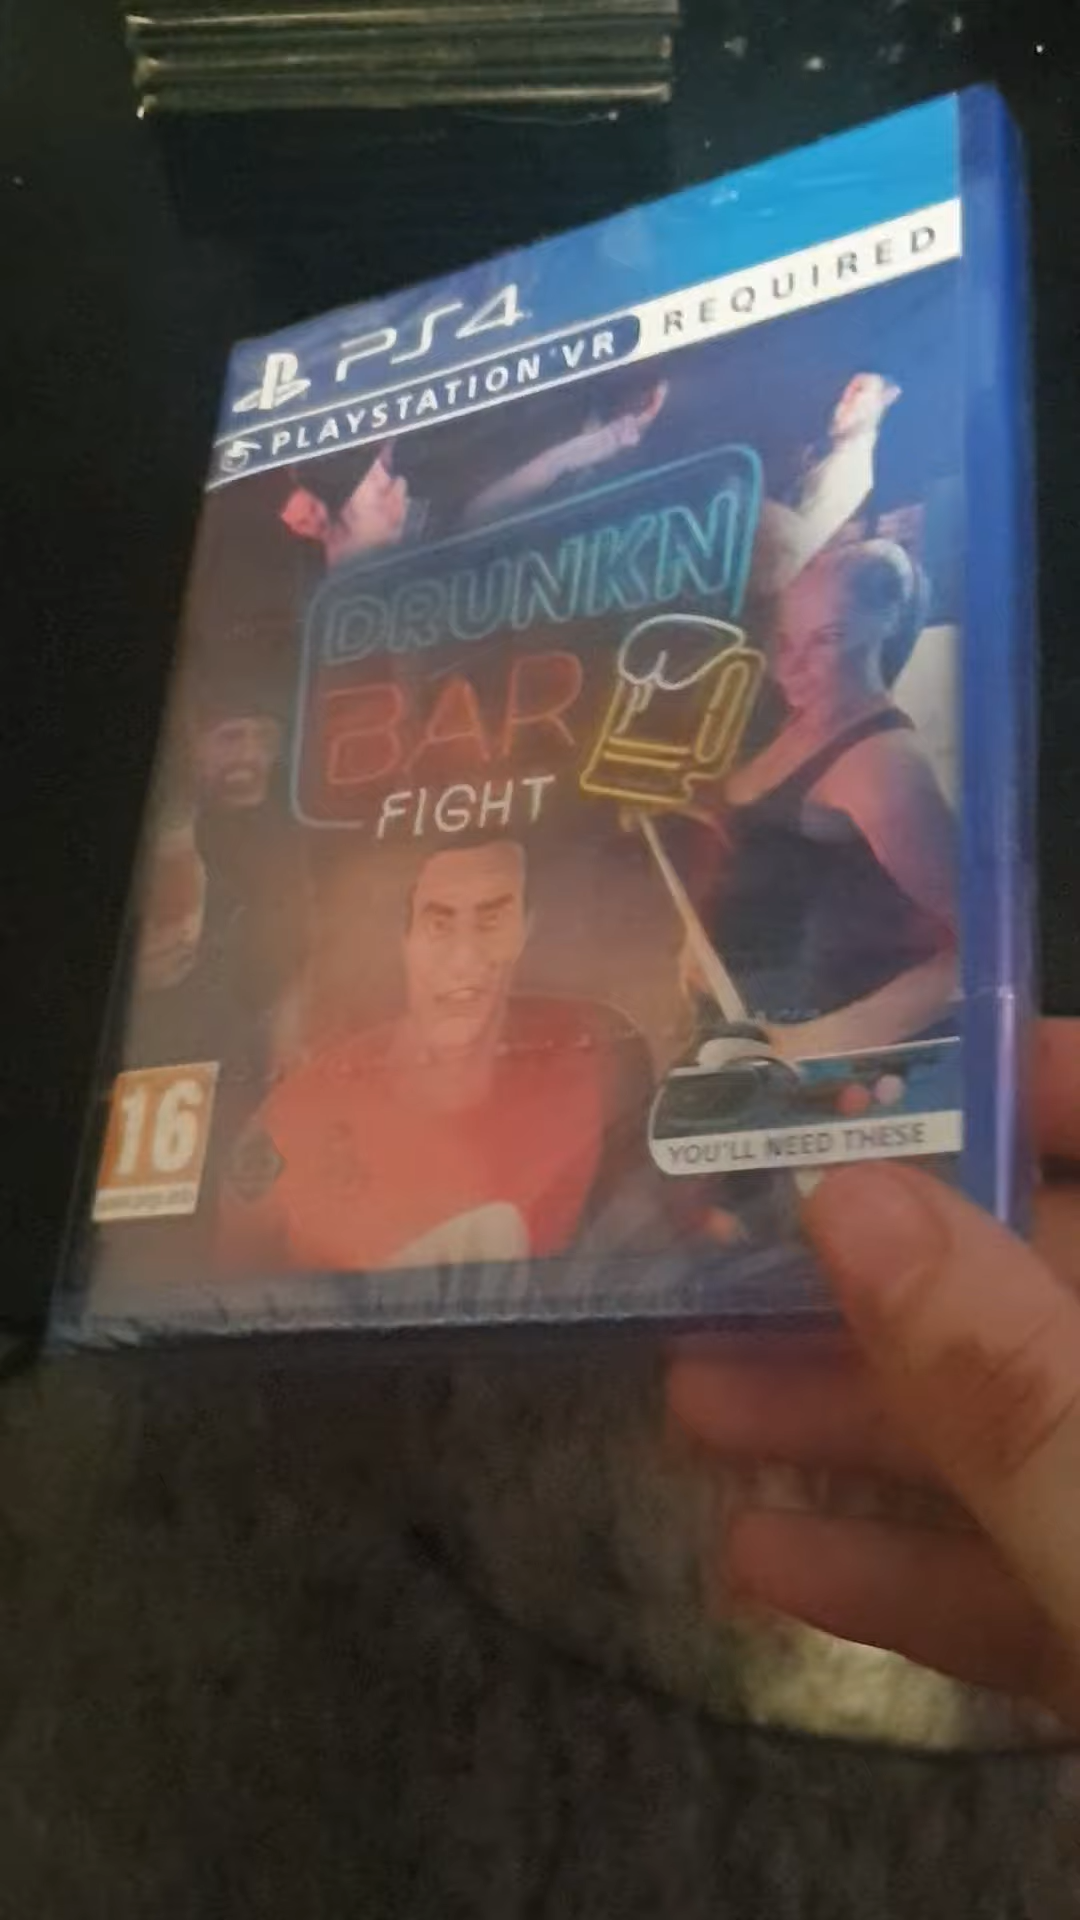 PS4
PLAYSTATION VR REQUIRED
DRUNKN
BAR
FIGHT
16
YOU'LL NEED THESE